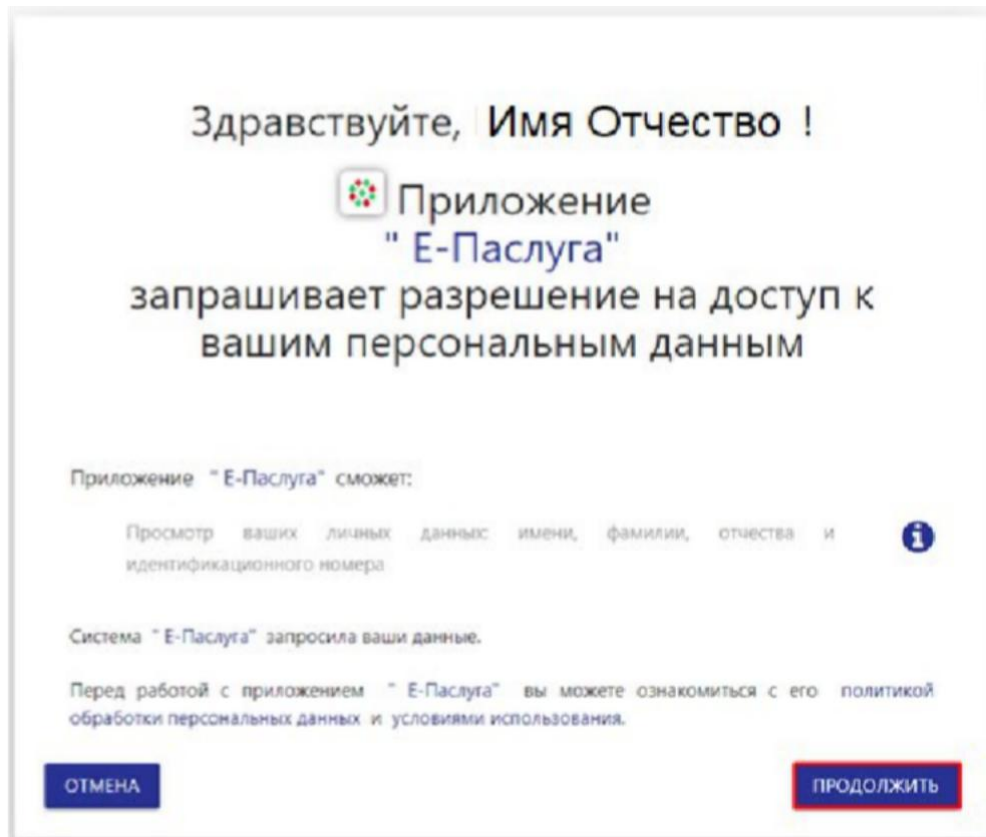 Здравствуйте, Имя Отчество !
Приложение
" Е-Паслуга"
запрашивает разрешение на доступ к
вашим персональным данным
Приложение " Е-Паслуга" сможет:
Просмотр ваших личных данных: имени, фамилии, отчества и
идентификационного номера
Система " Е-Паслуга" запросила ваши данные.
Перед работой с приложением " Е-Паслуга" вы можете ознакомиться с его политикой
обработки персональных данных и условиями использования.
ОТМЕНА
ПРОДОЛЖИТЬ